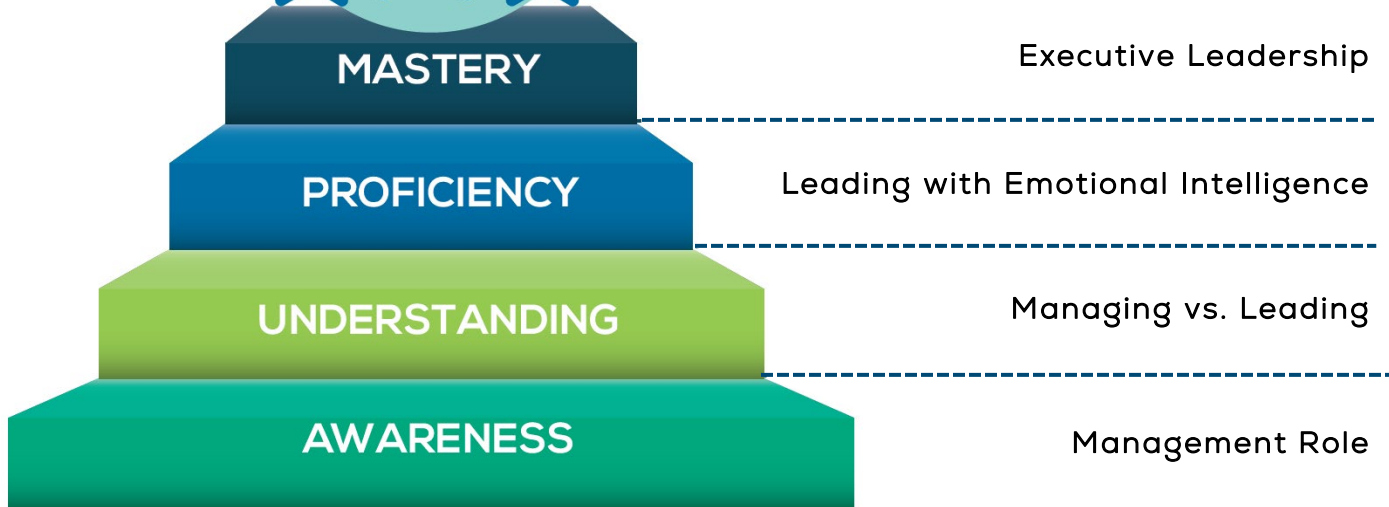 MASTERY
Executive Leadership
PROFICIENCY
Leading with Emotional Intelligence
UNDERSTANDING
Managing vs. Leading
AWARENESS
Management Role